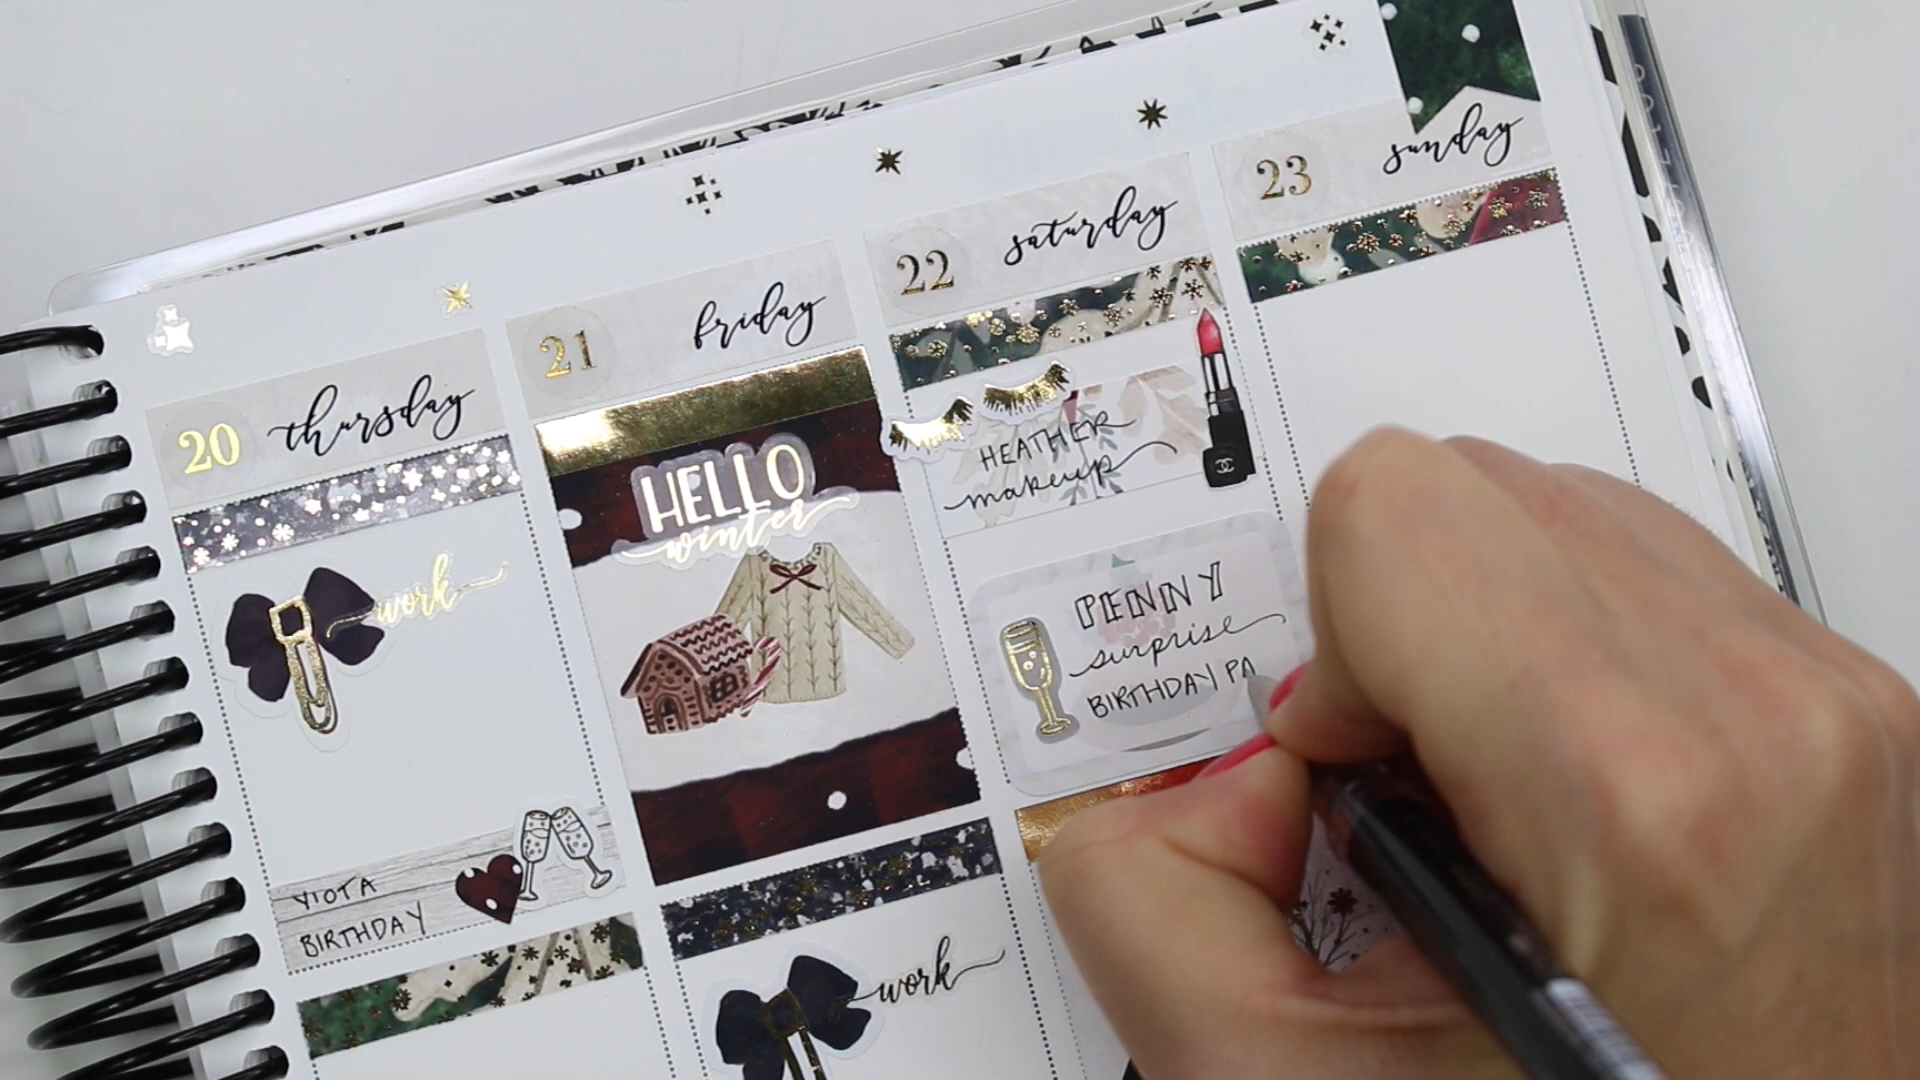 20 thursday
work
YIOTA
BIRTHDAY
21 friday
HELLO
winter
work
22 saturday
HEATHER
makeup
PENNY
surprise
BIRTHDAY PA
23 sunday